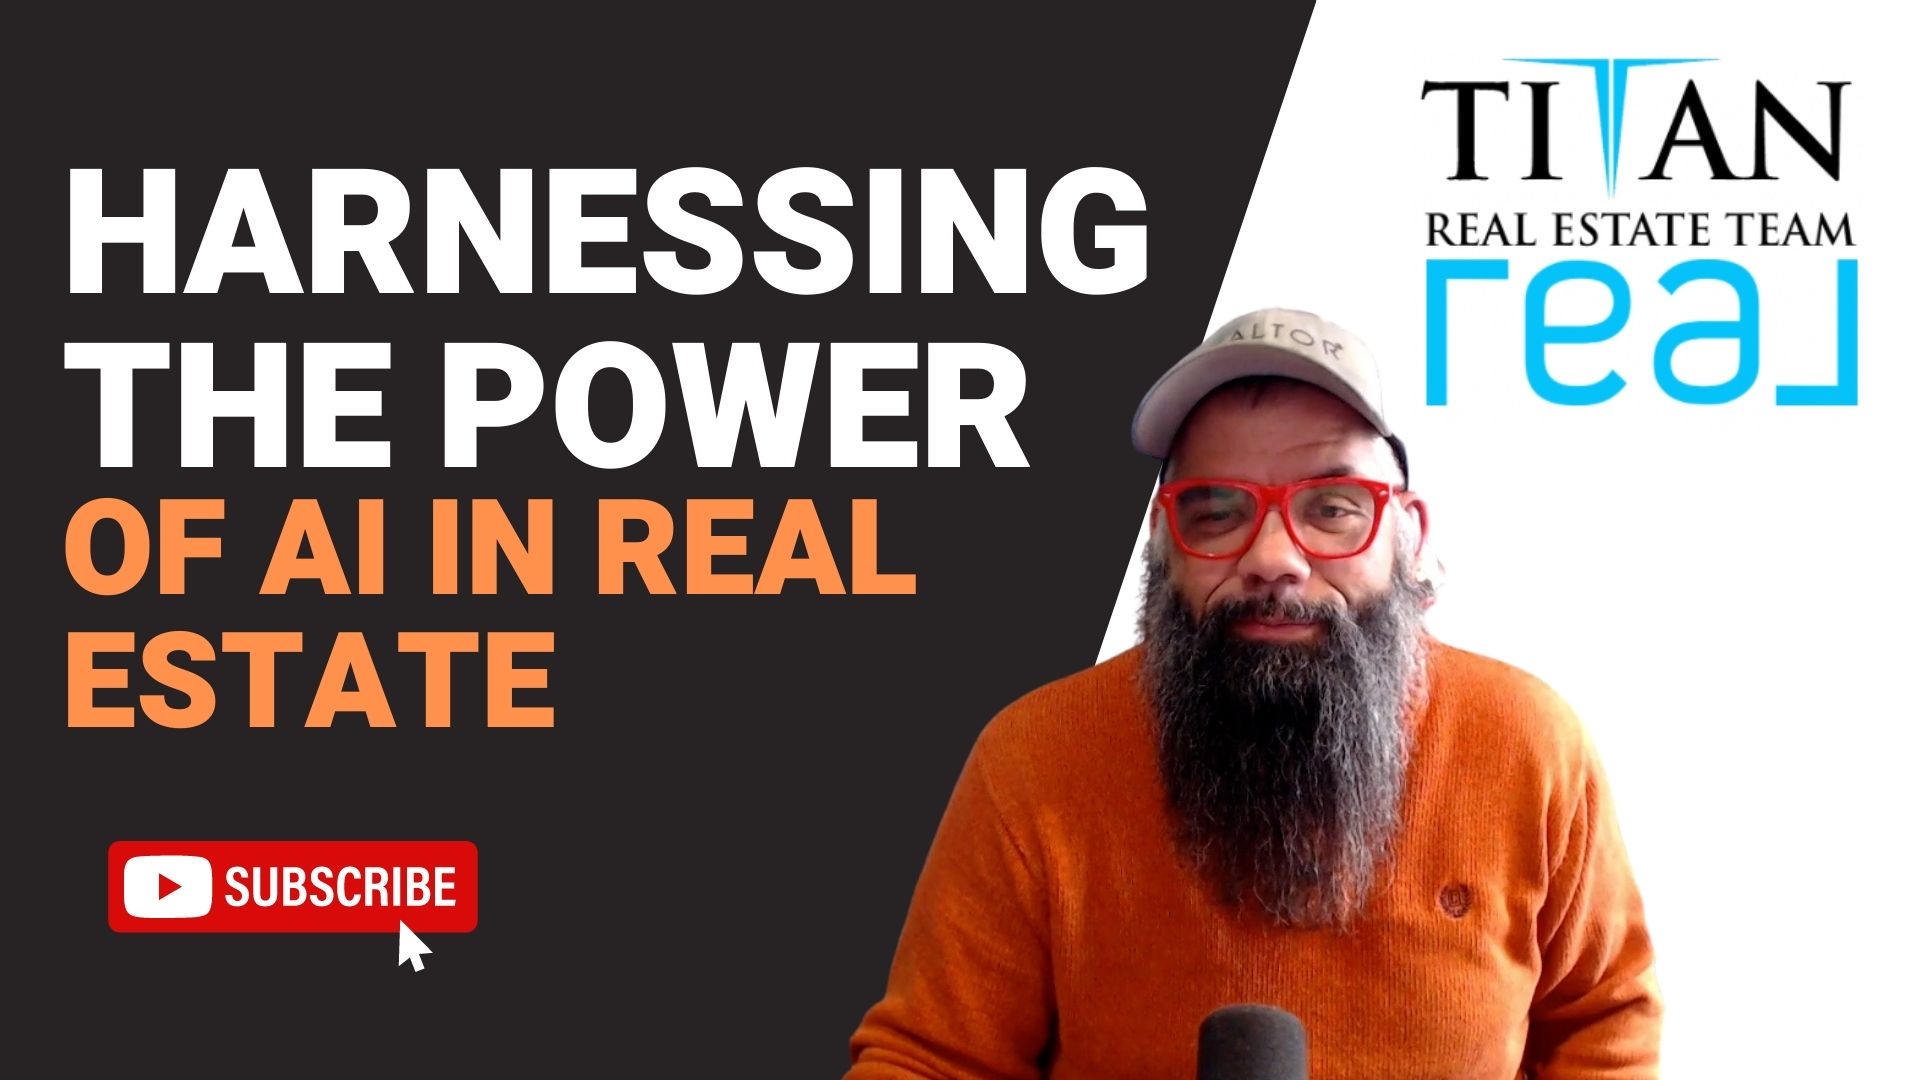 HARNESSING
THE POWER
OF AI IN REAL
ESTATE
SUBSCRIBE
TITAN
REAL ESTATE TEAM
real